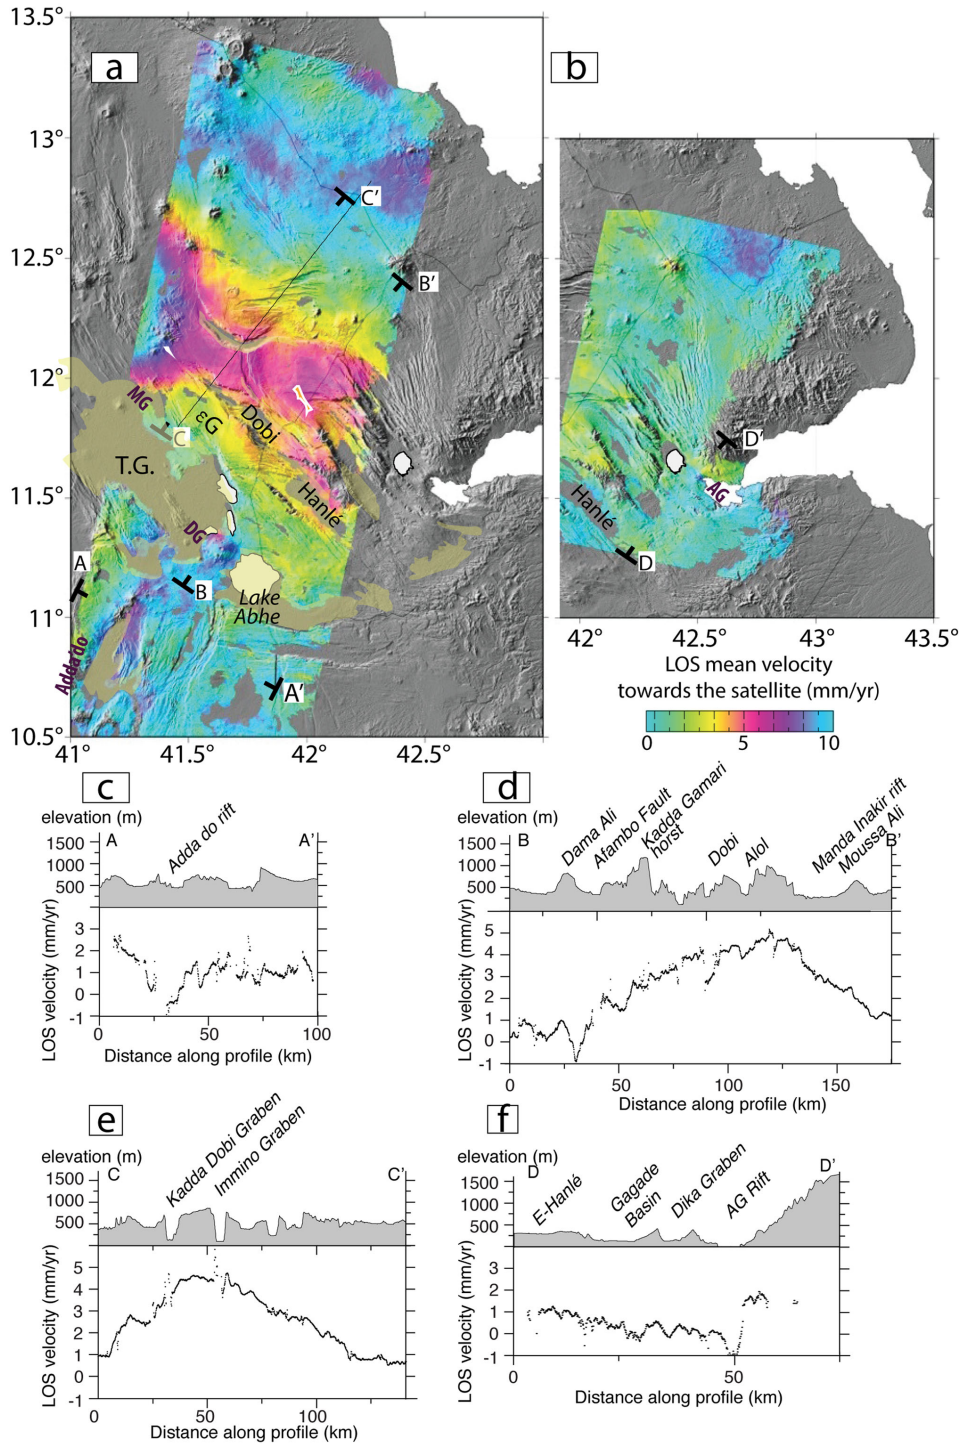 13.5°
13°
12.5°
12°
11.5°
11°
10.5°
41°
41.5°
42°
42.5°
a
C'
B'
MG
C
εG
Dobi
T.G.
Hanlé
DG
A
B
Lake
Abhe
Adda do
A'
b
D'
AG
Hanlé
D
42°
42.5°
43°
43.5°
LOS mean velocity
towards the satellite (mm/yr)
0
5
10
c
elevation (m)
1500
1000
500
A
Adda do rift
A'
LOS velocity (mm/yr)
3
2
1
0
-1
0
50
100
Distance along profile (km)
d
elevation (m)
1500
1000
500
B
Dama Ali
Afambo Fault
Kadda Gamari
horst
Dobi
Alol
Manda Inakir rift
Moussa Ali
B'
LOS velocity (mm/yr)
5
4
3
2
1
0
-1
0
50
100
150
Distance along profile (km)
e
elevation (m)
1500
1000
500
C
Kadda Dobi Graben
Immino Graben
C'
LOS velocity (mm/yr)
5
4
3
2
1
0
-1
0
50
100
Distance along profile (km)
f
elevation (m)
1500
1000
500
D
E-Hanlé
Gagade
Basin
Dika Graben
AG Rift
D'
LOS velocity (mm/yr)
3
2
1
0
-1
0
50
Distance along profile (km)